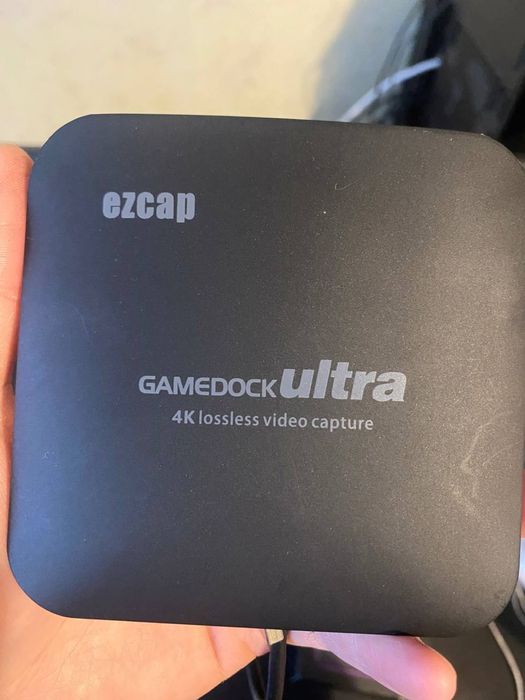 ezcap
GAMEDOCK ultra
4K lossless video capture